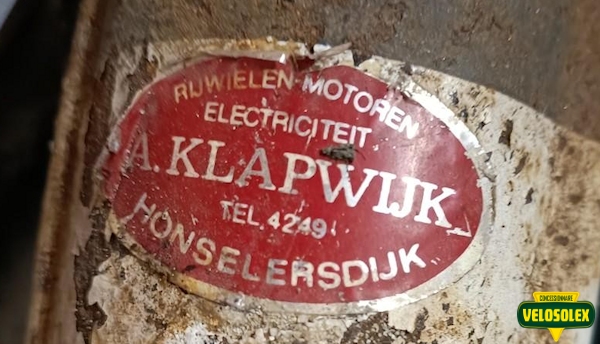 RIJWIELEN-MOTOREN
ELECTRICITEIT
A. KLAPWIJK
TEL. 4249
HONSELERSDIJK
CONCESSIONNAIRE
VELOSOLEX